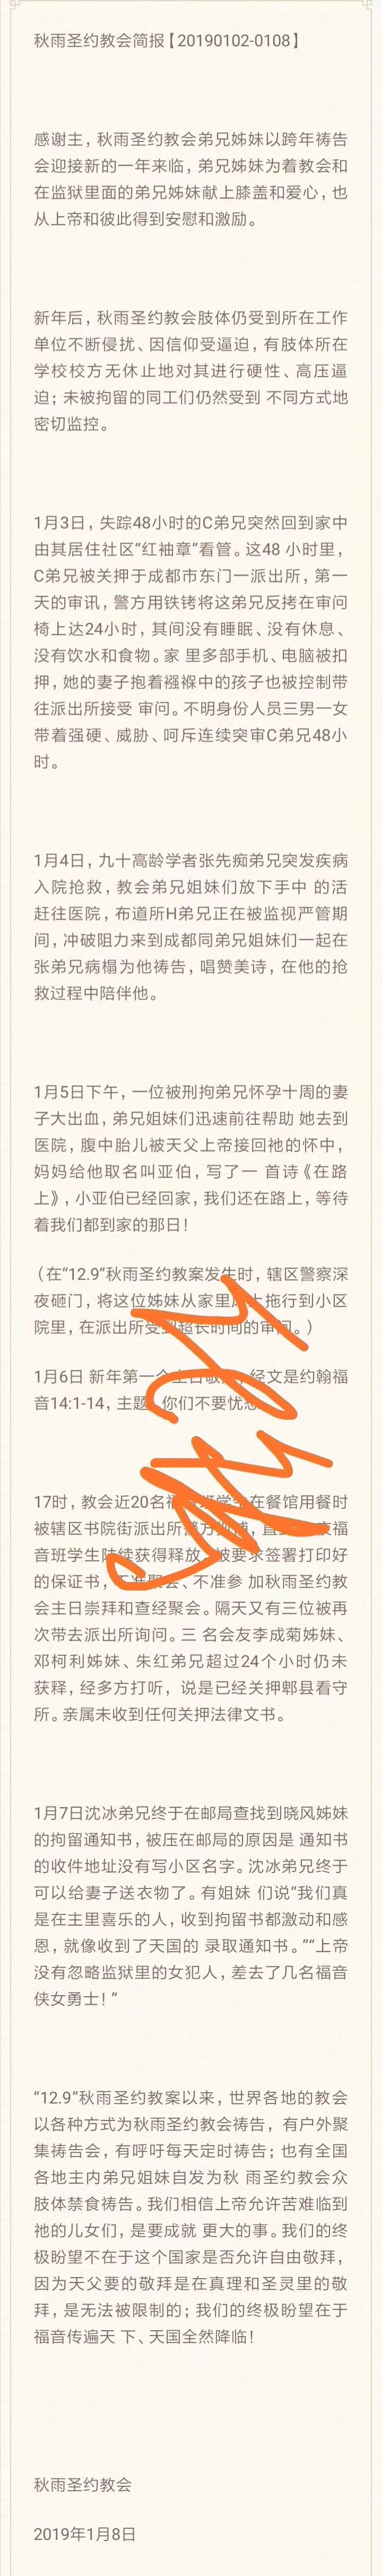 秋雨圣约教会简报【20190102-0108】
感谢主，秋雨圣约教会弟兄姊妹以跨年祷告
会迎接新的一年来临，弟兄姊妹为着教会和
在监狱里面的弟兄姊妹献上膝盖和爱心，也
从上帝和彼此得到安慰和激励。
新年后，秋雨圣约教会肢体仍受到所在工作
单位不断侵扰、因信仰受逼迫，有肢体所在
学校校方无休止地对其进行硬性、高压逼
迫；未被拘留的同工们仍然受到 不同方式地
密切监控。
1月3日，失踪48小时的C弟兄突然回到家中
由其居住社区“红袖章”看管。这48 小时里，
C弟兄被关押于成都市东门一派出所，第一
天的审讯，警方用铁铐将这弟兄反拷在审问
椅上达24小时，其间没有睡眠、没有休息、
没有饮水和食物。家 里多部手机、电脑被扣
押，她的妻子抱着襁褓中的孩子也被控制带
往派出所接受 审问。不明身份人员三男一女
带着强硬、威胁、呵斥连续突审C弟兄48小
时。
1月4日，九十高龄学者张先痴弟兄突发疾病
入院抢救，教会弟兄姐妹们放下手中 的活
赶往医院，布道所H弟兄正在被监视严管期
间，冲破阻力来到成都同弟兄姐妹们一起在
张弟兄病榻为他祷告，唱赞美诗，在他的抢
救过程中陪伴他。
1月5日下午，一位被刑拘弟兄怀孕十周的妻
子大出血，弟兄姐妹们迅速前往帮助 她去到
医院，腹中胎儿被天父上帝接回祂的怀中，
妈妈给他取名叫亚伯，写了一 首诗《在路
上》，小亚伯已经回家，我们还在路上，等待
着我们都到家的那日！
（在“12.9”秋雨圣约教案发生时，辖区警察深
夜砸门，将这位姊妹从家里 上拖行到小区
院里，在派出所受到超长时间的审问。）
1月6日 新年第一个主日敬 ，经文是约翰福
音14:1-14，主题 你们不要忧愁
17时，教会近20名福音班学生在餐馆用餐时
被辖区书院街派出所警方 捕，直 福
音班学生陆续获得释放，被要求签署打印好
的保证书，不准聚会、不准参 加秋雨圣约教
会主日崇拜和查经聚会。隔天又有三位被再
次带去派出所询问。三 名会友李成菊姊妹、
邓柯利姊妹、朱红弟兄超过24个小时仍未
获释，经多方打听，说是已经关押郫县看守
所。亲属未收到任何关押法律文书。
1月7日沈冰弟兄终于在邮局查找到晓风姊妹
的拘留通知书，被压在邮局的原因是 通知书
的收件地址没有写小区名字。沈冰弟兄终于
可以给妻子送衣物了。有姐妹 们说“我们真
是在主里喜乐的人，收到拘留书都激动和感
恩，就像收到了天国的 录取通知书。”“上帝
没有忽略监狱里的女犯人，差去了几名福音
侠女勇士！”
“12.9”秋雨圣约教案以来，世界各地的教会
以各种方式为秋雨圣约教会祷告，有户外聚
集祷告会，有呼吁每天定时祷告；也有全国
各地主内弟兄姐妹自发为秋 雨圣约教会众
肢体禁食祷告。我们相信上帝允许苦难临到
祂的儿女们，是要成就 更大的事。我们的终
极盼望不在于这个国家是否允许自由敬拜，
因为天父要的敬拜是在真理和圣灵里的敬
拜，是无法被限制的；我们的终极盼望在于
福音传遍天 下、天国全然降临！
秋雨圣约教会
2019年1月8日